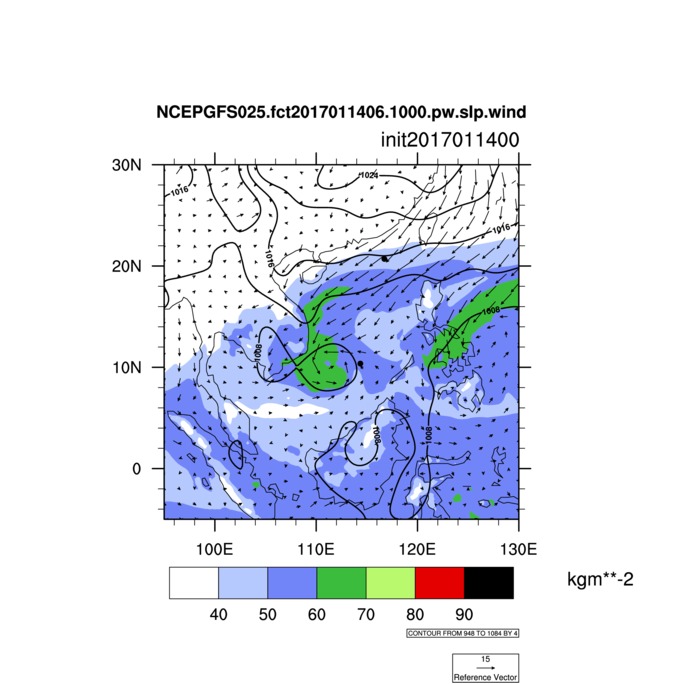 NCEPGFS025.fct2017011406.1000.pw.slp.wind
init2017011400
30N
1024
1016
1016
1016
20N
1008
1008
10N
1008
1008
0
100E 110E 120E 130E
40 50 60 70 80 90
kgm**-2
CONTOUR FROM 948 TO 1084 BY 4
15
Reference Vector